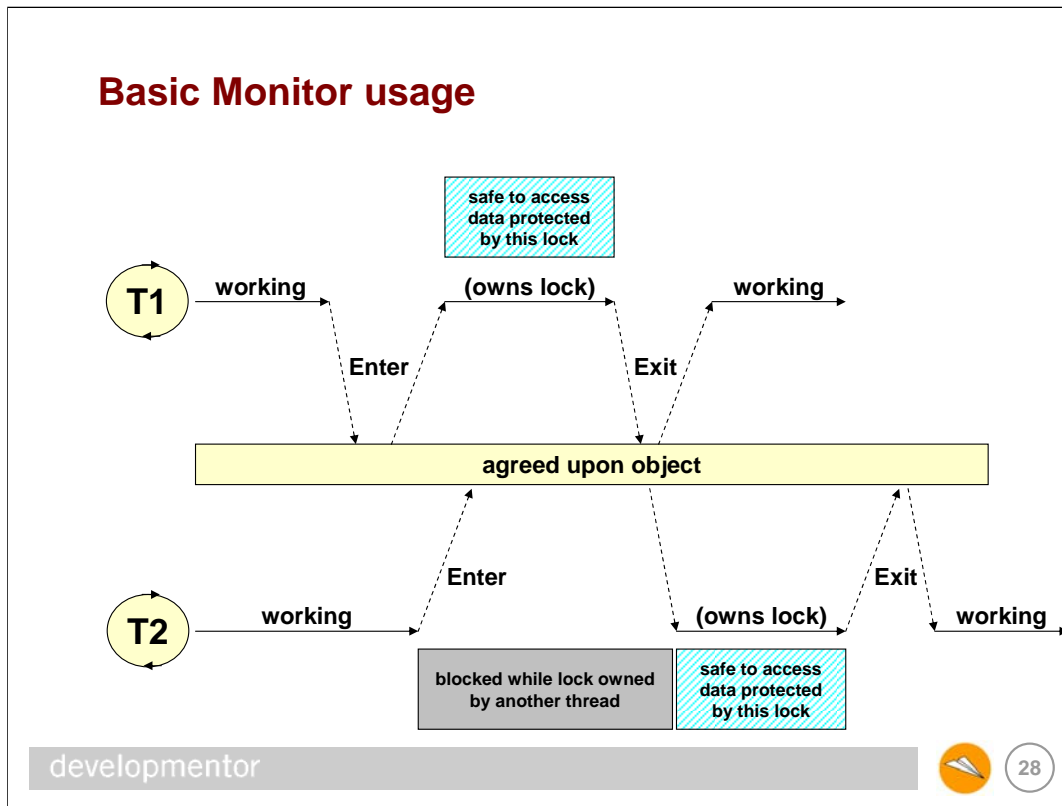 Basic Monitor usage
safe to access
data protected
by this lock
working
(owns lock)
working
T1
Enter
Exit
agreed upon object
Enter
Exit
working
(owns lock)
working
T2
blocked while lock owned
by another thread
safe to access
data protected
by this lock
developmentor
28